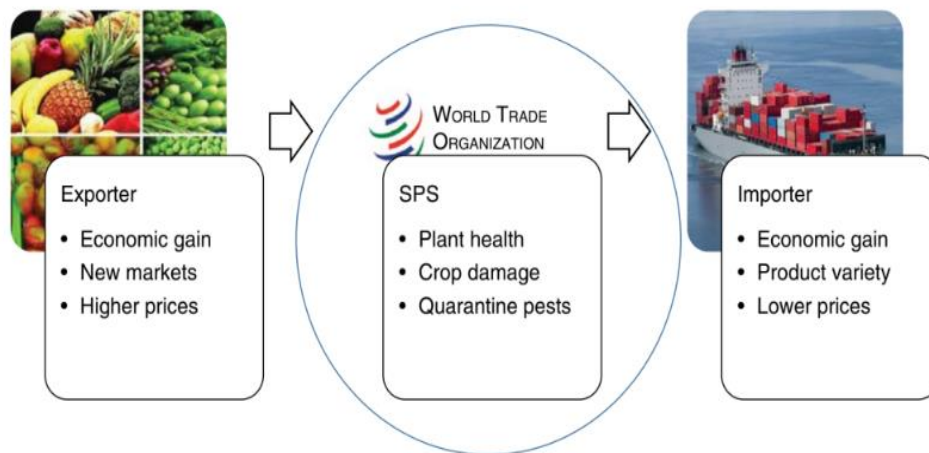 WORLD TRADE
ORGANIZATION
Exporter
• Economic gain
• New markets
• Higher prices
SPS
• Plant health
• Crop damage
• Quarantine pests
Importer
• Economic gain
• Product variety
• Lower prices